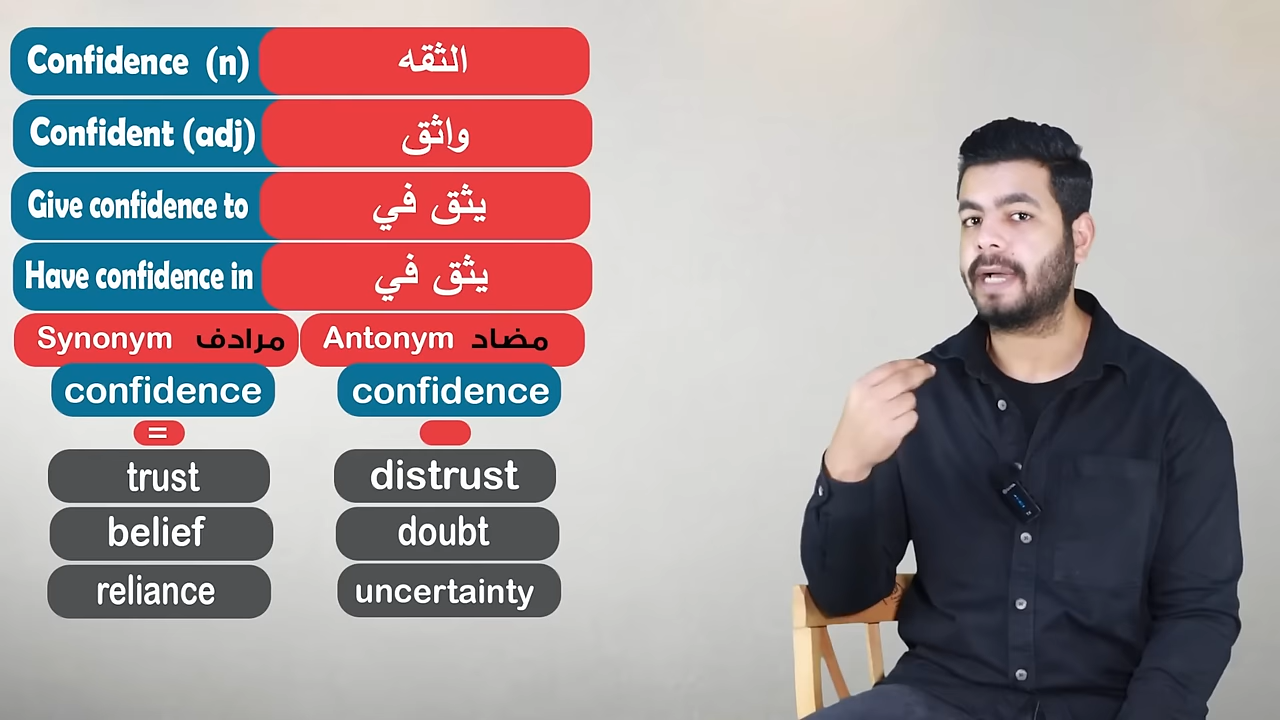 Confidence (n) الثقه
Confident (adj) واثق
Give confidence to يثق في
Have confidence in يثق في
Synonym مرادف Antonym مضاد
confidence confidence
=
trust distrust
belief doubt
reliance uncertainty